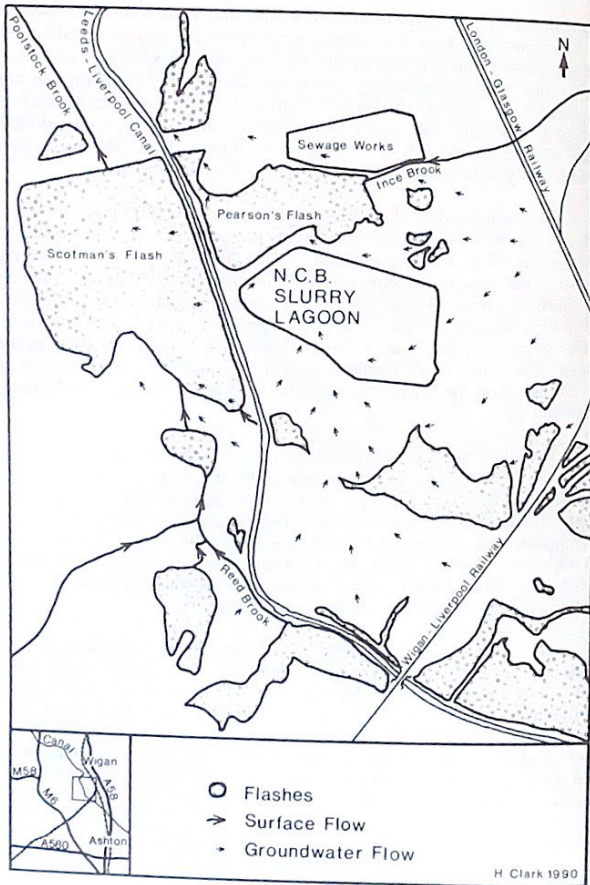 Poolstock Brook
Leeds-Liverpool Canal
London-Glasgow Railway
N
Sewage Works
Ince Brook
Pearson's Flash
Scotman's Flash
N.C.B.
SLURRY
LAGOON
Reed Brook
Wigan-Liverpool Railway
Canal
Wigan
M58
A58
M6
Ashton
A580
Flashes
Surface Flow
Groundwater Flow
H Clark 1990